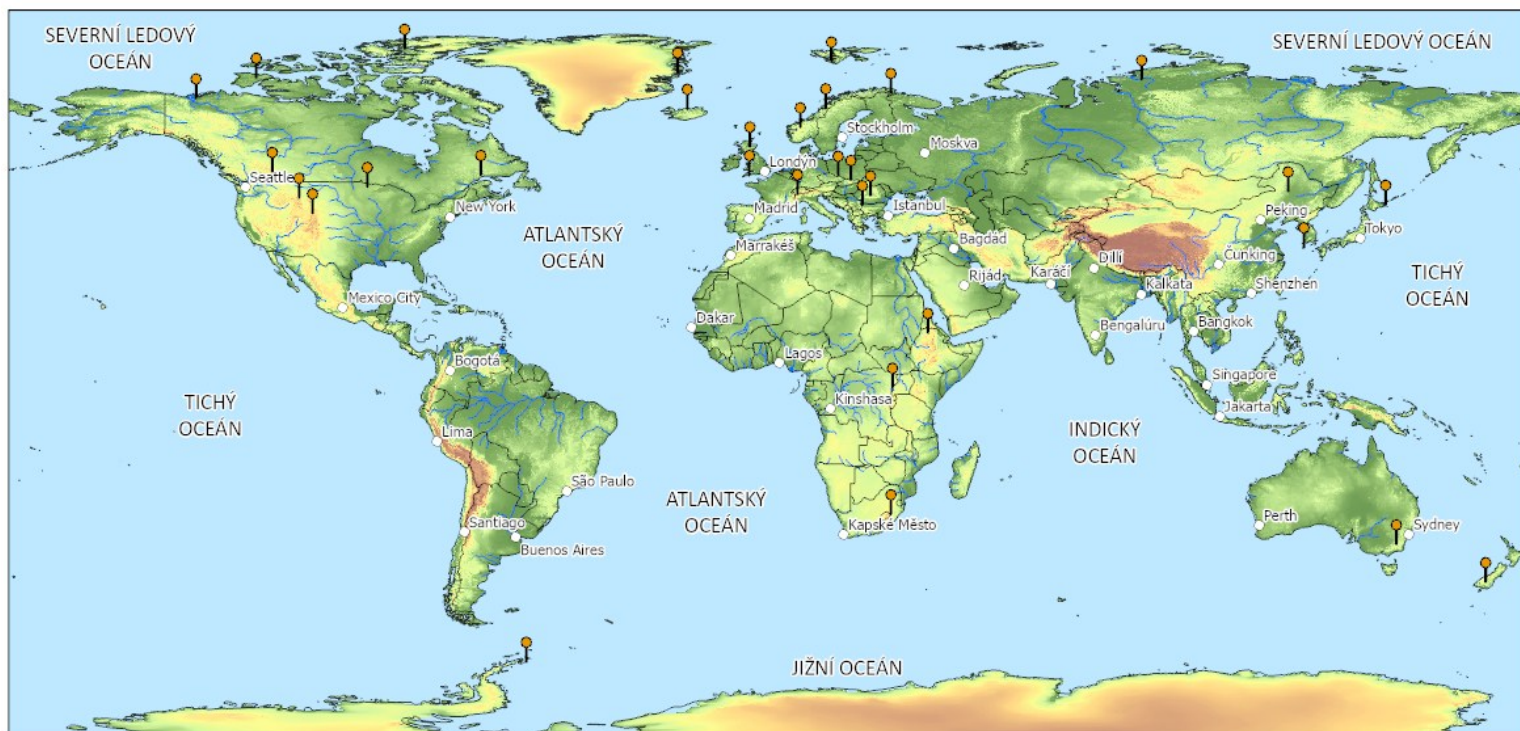 SEVERNÍ LEDOVÝ
OCEÁN
SEVERNÍ LEDOVÝ OCEÁN
Stockholm
Moskva
Londýn
Seattle
New York
Madrid
Istanbul
Peking
Tokyo
ATLANTSKÝ
OCEÁN
Marrakéš
Bagdád
Dillí
Čunking
Rijád
Karáčí
TICHÝ
OCEÁN
Kalkata
Shenzhen
Mexico City
Dakar
Bengalúru
Bangkok
Bogota
Lagos
Singapore
TICHÝ
OCEÁN
Kinshasa
Jakarta
Lima
INDICKÝ
OCEÁN
São Paulo
ATLANTSKÝ
OCEÁN
Santiago
Kapské Město
Perth
Sydney
Buenos Aires
JIŽNÍ OCEÁN